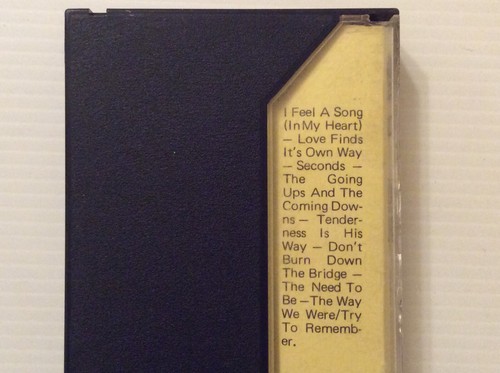 I Feel A Song
(In My Heart)
— Love Finds
It's Own Way
— Seconds —
The Going
Ups And The
Coming Dow-
ns — Tender-
ness Is His
Way — Don't
Burn Down
The Bridge —
The Need To
Be — The Way
We Were/Try
To Rememb-
er.